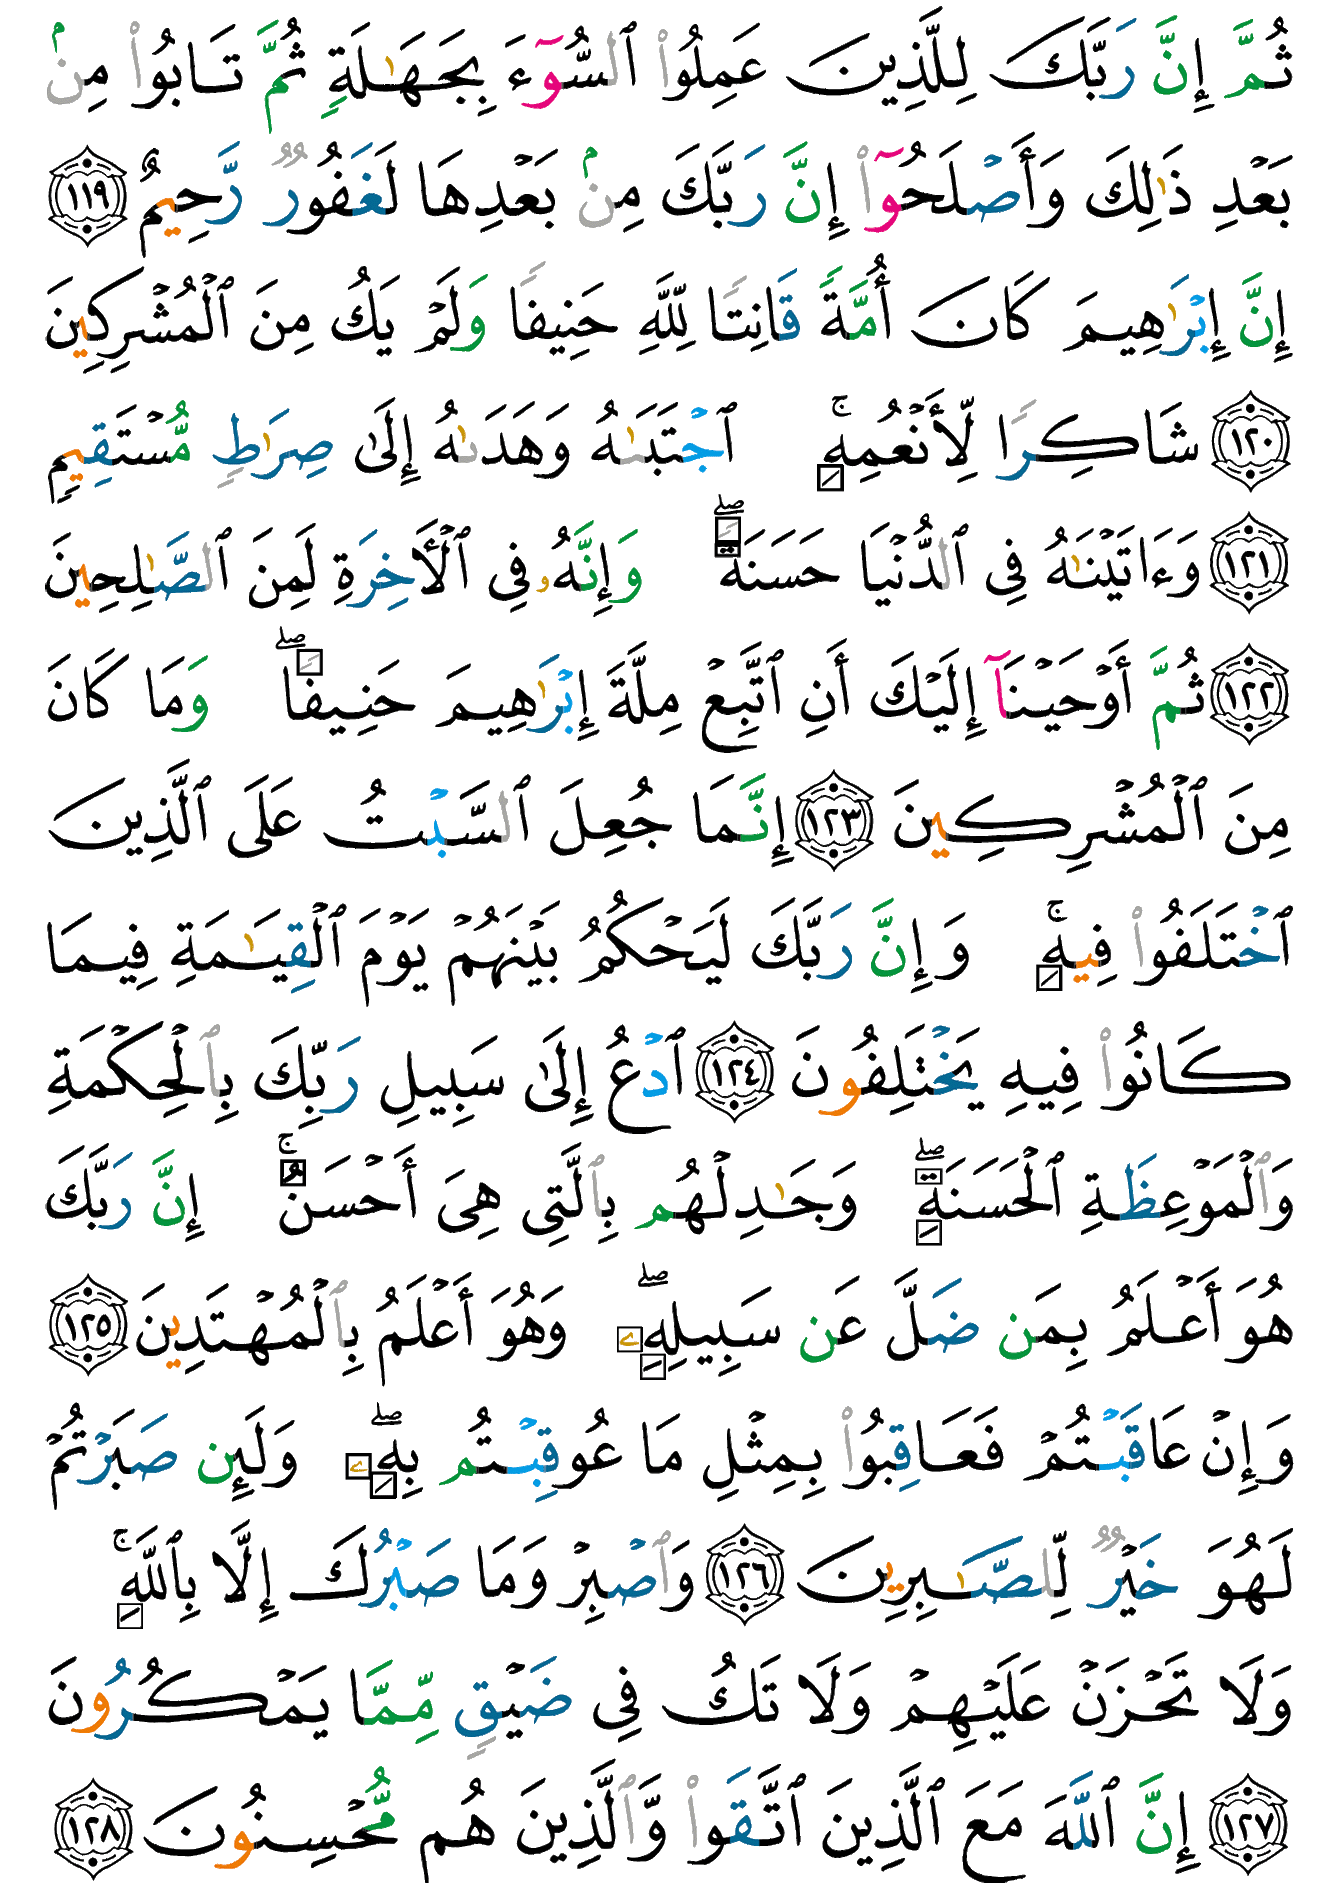 ثُمَّ إِنَّ رَبَّكَ لِلَّذِينَ عَمِلُوا۟ ٱلسُّوٓءَ بِجَهَٰلَةٍ ثُمَّ تَابُوا۟ مِنۢ
بَعْدِ ذَٰلِكَ وَأَصْلَحُوٓا۟ إِنَّ رَبَّكَ مِنۢ بَعْدِهَا لَغَفُورٌ رَّحِيمٌ ١١٩
إِنَّ إِبْرَٰهِيمَ كَانَ أُمَّةً قَانِتًا لِلَّهِ حَنِيفًا وَلَمْ يَكُ مِنَ ٱلْمُشْرِكِينَ
١٢٠ شَاكِرًا لِّأَنْعُمِهِ ۚ ٱجْتَبَىٰهُ وَهَدَىٰهُ إِلَىٰ صِرَٰطٍ مُّسْتَقِيمٍ
١٢١ وَءَاتَيْنَٰهُ فِى ٱلدُّنْيَا حَسَنَةً ۖ وَإِنَّهُۥ فِى ٱلْأَخِرَةِ لَمِنَ ٱلصَّٰلِحِينَ
١٢٢ ثُمَّ أَوْحَيْنَآ إِلَيْكَ أَنِ ٱتَّبِعْ مِلَّةَ إِبْرَٰهِيمَ حَنِيفًا ۖ وَمَا كَانَ
مِنَ ٱلْمُشْرِكِينَ ١٢٣ إِنَّمَا جُعِلَ ٱلسَّبْتُ عَلَى ٱلَّذِينَ
ٱخْتَلَفُوا۟ فِيهِ ۚ وَإِنَّ رَبَّكَ لَيَحْكُمُ بَيْنَهُمْ يَوْمَ ٱلْقِيَٰمَةِ فِيمَا
كَانُوا۟ فِيهِ يَخْتَلِفُونَ ١٢٤ ٱدْعُ إِلَىٰ سَبِيلِ رَبِّكَ بِٱلْحِكْمَةِ
وَٱلْمَوْعِظَةِ ٱلْحَسَنَةِ ۖ وَجَٰدِلْهُم بِٱلَّتِى هِىَ أَحْسَنُ ۚ إِنَّ رَبَّكَ
هُوَ أَعْلَمُ بِمَن ضَلَّ عَن سَبِيلِهِۦ ۖ وَهُوَ أَعْلَمُ بِٱلْمُهْتَدِينَ ١٢٥
وَإِنْ عَاقَبْتُمْ فَعَاقِبُوا۟ بِمِثْلِ مَا عُوقِبْتُم بِهِۦ ۖ وَلَئِن صَبَرْتُمْ
لَهُوَ خَيْرٌ لِّلصَّٰبِرِينَ ١٢٦ وَٱصْبِرْ وَمَا صَبْرُكَ إِلَّا بِٱللَّهِ ۚ
وَلَا تَحْزَنْ عَلَيْهِمْ وَلَا تَكُ فِى ضَيْقٍ مِّمَّا يَمْكُرُونَ
١٢٧ إِنَّ ٱللَّهَ مَعَ ٱلَّذِينَ ٱتَّقَوا۟ وَّٱلَّذِينَ هُم مُّحْسِنُونَ ١٢٨